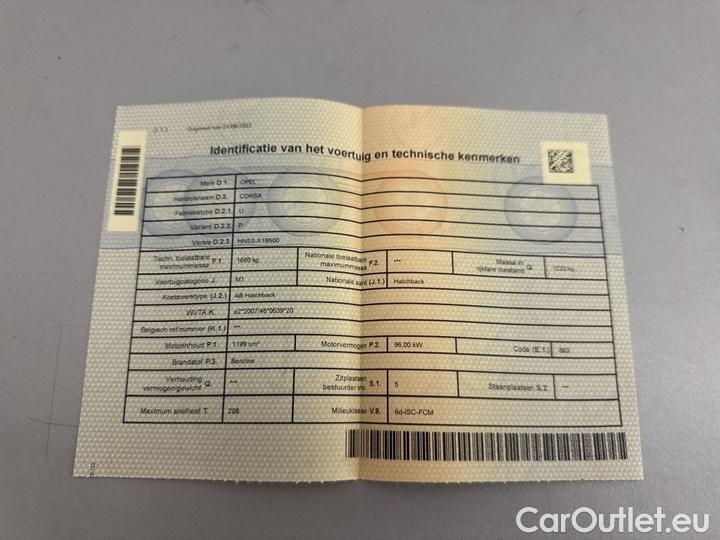 (I.T.) Origineel van 01/08/2023
Identificatie van het voertuig en technische kenmerken
Merk D.1. OPEL
Handelsnaam D.3. CORSA
Fabriekstype D.2.1 U
Variant D.2.2. P
Versie D.2.3. HNSS-X1B500
Techn. toelaatbare maximummassa F.1. 1660 kg. Nationale toelaatbare maximummassa F.2. *** Massa in rijklare toestand G. 1233 kg.
Voertuigcategorie J. M1 Nationale aard (J.1.) Hatchback
Koetswerktype (J.2.) AB Hatchback
WVTA K. e2*2007/46*0639*20
Belgisch ref nummer (K.1.) ***
Motorinhoud P.1. 1199 cm³ Motorvermogen P.2. 96,00 kW Code (E.1.) 863
Brandstof P.3. Benzine
Verhouding vermogen/gewicht Q. *** Zitplaatsen bestuurder inb. S.1. 5 Staanplaatsen S.2. ***
Maximum snelheid T. 208 Milieuklasse V.9. 6d-ISC-FCM
CarOutlet.eu